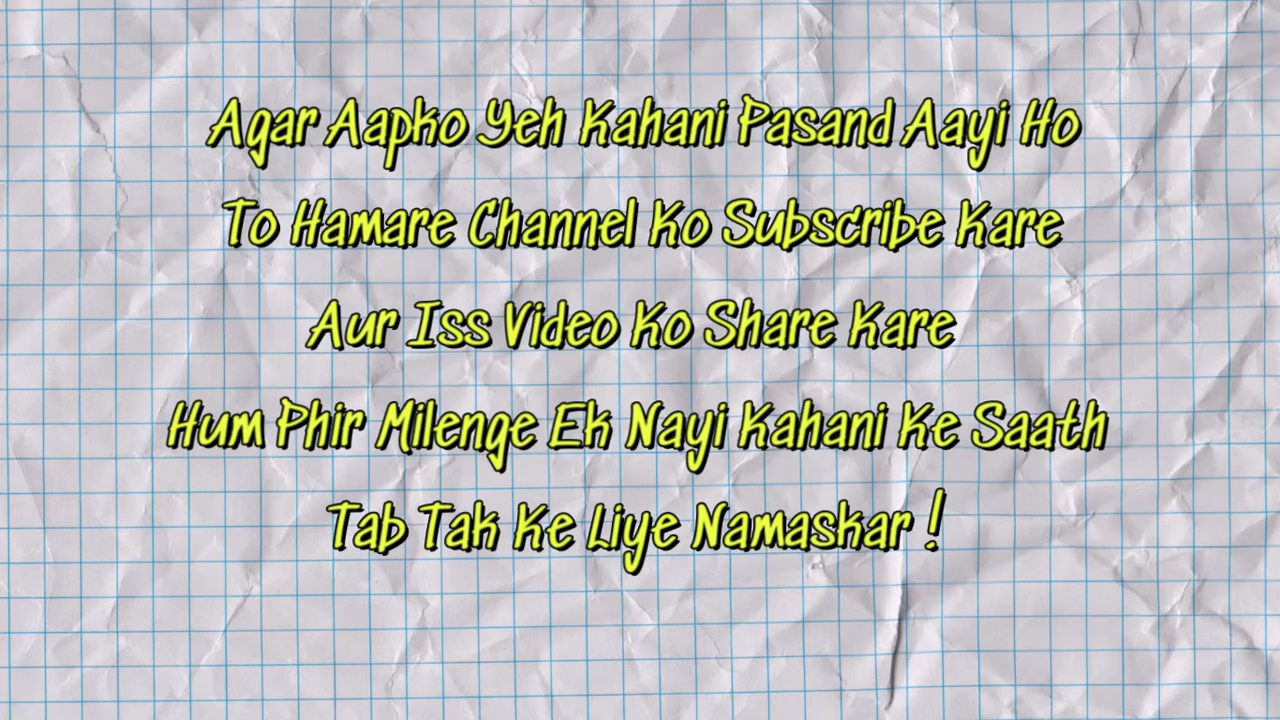 Agar Aapko Yeh Kahani Pasand Aayi Ho
To Hamare Channel Ko Subscribe Kare
Aur Iss Video Ko Share Kare
Hum Phir Milenge Ek Nayi Kahani Ke Saath
Tab Tak Ke Liye Namaskar !